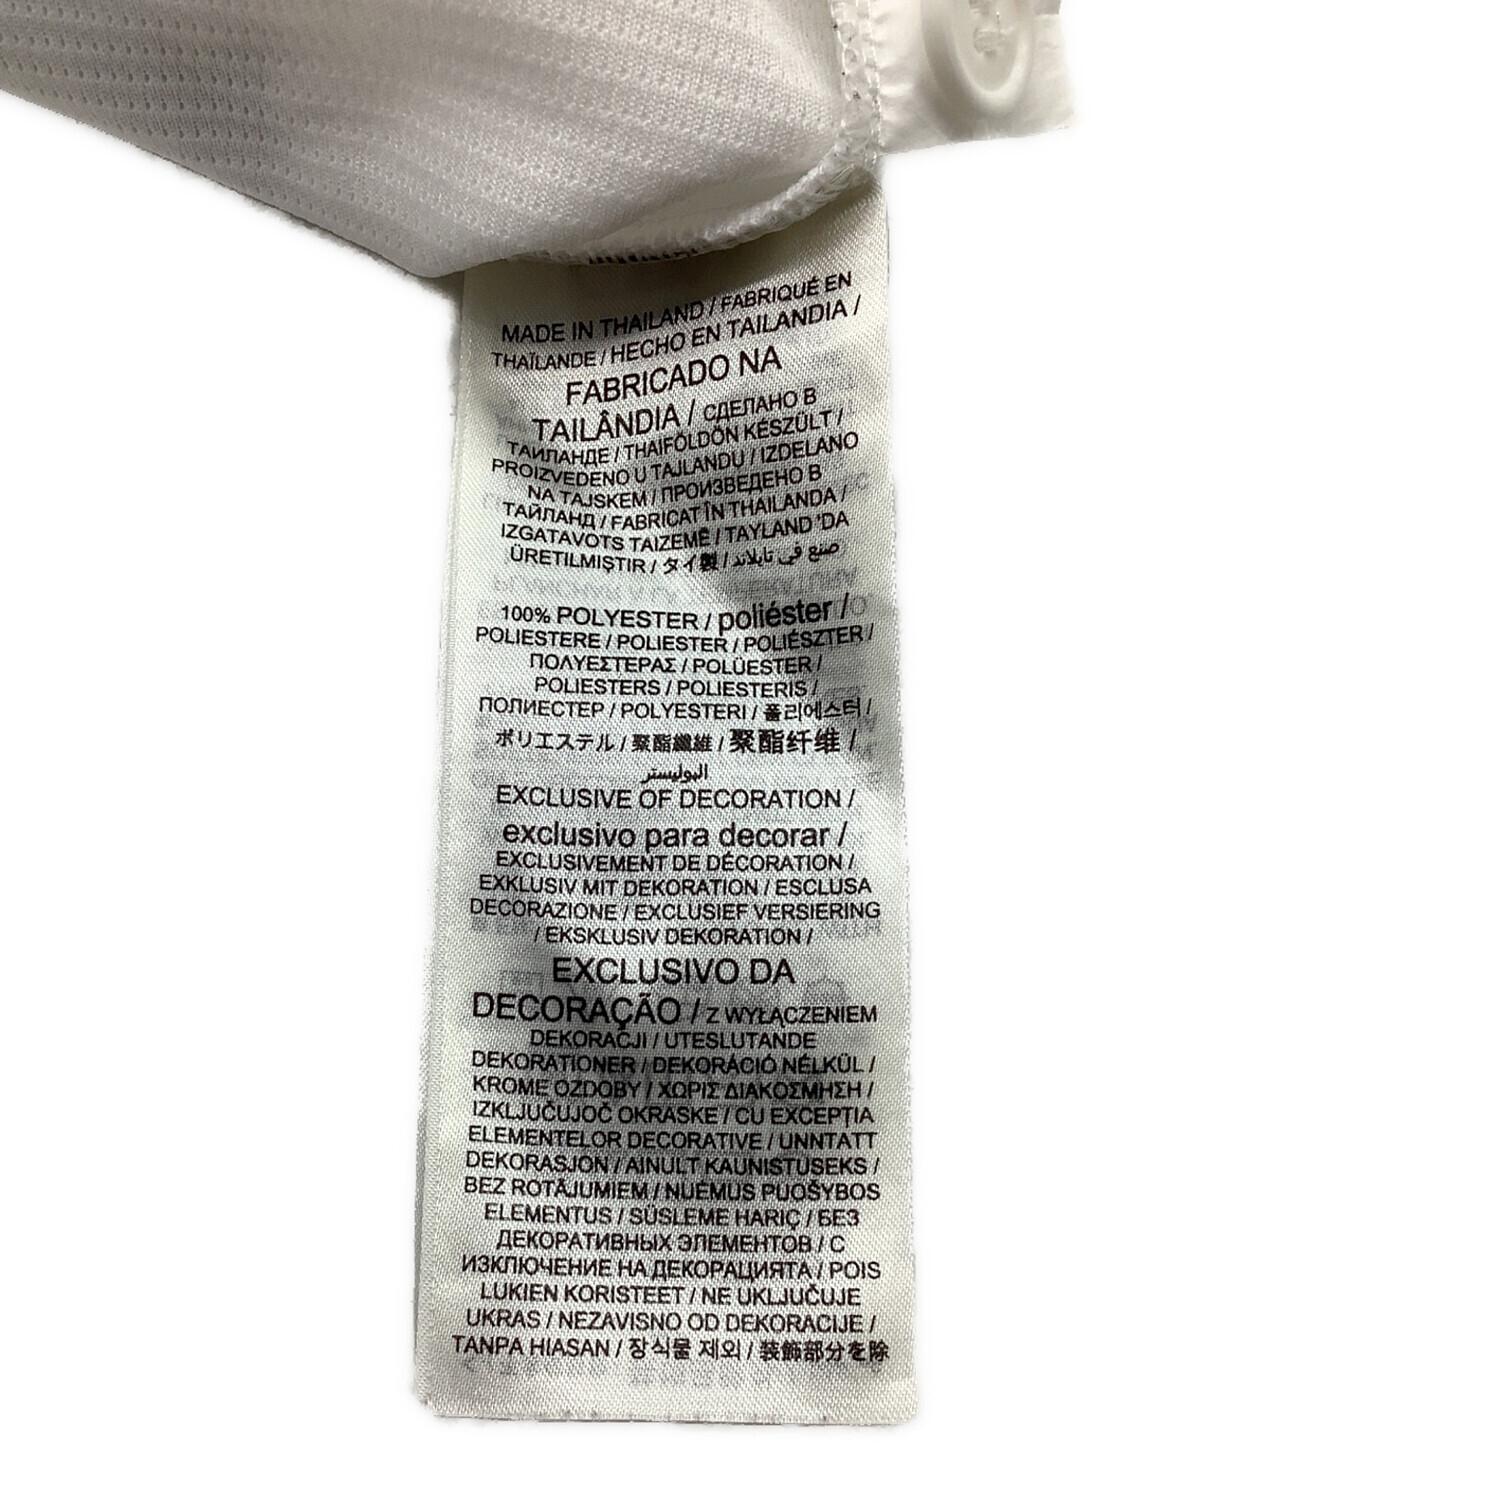 MADE IN THAILAND / FABRIQUÉ EN
THAÏLANDE / HECHO EN TAILANDIA /
FABRICADO NA
TAILÂNDIA / СДЕЛАНО В
ТАИЛАНДЕ / THAIFÖLDÖN KÉSZÜLT /
PROIZVEDENO U TAJLANDU / IZDELANO
NA TAJSKEM / ПРОИЗВЕДЕНО В
ТАЙЛАНД / FABRICAT ÎN THAILANDA /
IZGATAVOTS TAIZEMĒ / TAYLAND 'DA
ÜRETILMIŞTIR / タイ製 / صنع في تايلاند
100% POLYESTER / poliéster /
POLIESTERE / POLIESTER / POLIÉSZTER /
ΠΟΛΥΕΣΤΕΡΑΣ / POLÜESTER /
POLIESTERS / POLIESTERIS /
ПОЛИЕСТЕР / POLYESTERI / 폴리에스터 /
ポリエステル / 聚酯纖維 / 聚酯纤维 /
البوليستر
EXCLUSIVE OF DECORATION /
exclusivo para decorar /
EXCLUSIVEMENT DE DÉCORATION /
EXKLUSIV MIT DEKORATION / ESCLUSA
DECORAZIONE / EXCLUSIEF VERSIERING
/ EKSKLUSIV DEKORATION /
EXCLUSIVO DA
DECORAÇÃO / Z WYŁĄCZENIEM
DEKORACJI / UTESLUTANDE
DEKORATIONER / DEKORÁCIÓ NÉLKÜL /
KROMĚ OZDOBY / ΧΩΡΙΣ ΔΙΑΚΟΣΜΗΣΗ /
IZKLJUČUJOČ OKRASKE / CU EXCEPȚIA
ELEMENTELOR DECORATIVE / UNNTATT
DEKORASJON / AINULT KAUNISTUSEKS /
BEZ ROTĀJUMIEM / NUĖMUS PUOŠYBOS
ELEMENTUS / SÜSLEME HARIÇ / БЕЗ
ДЕКОРАТИВНЫХ ЭЛЕМЕНТОВ / С
ИЗКЛЮЧЕНИЕ НА ДЕКОРАЦИЯТА / POIS
LUKIEN KORISTEET / NE UKLJUČUJE
UKRAS / NEZAVISNO OD DEKORACIJE /
TANPA HIASAN / 장식물 제외 / 装飾部分を除